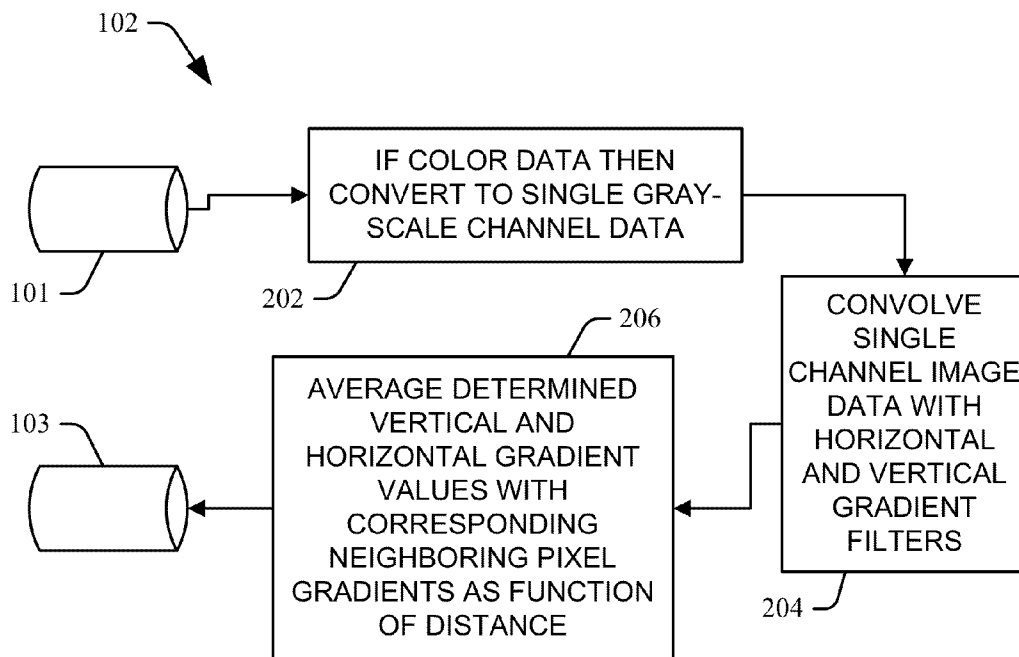 102
IF COLOR DATA THEN
CONVERT TO SINGLE GRAY-
SCALE CHANNEL DATA
101
202
CONVOLVE
SINGLE
CHANNEL IMAGE
DATA WITH
HORIZONTAL
AND VERTICAL
GRADIENT
FILTERS
204
206
AVERAGE DETERMINED
VERTICAL AND
HORIZONTAL GRADIENT
VALUES WITH
CORRESPONDING
NEIGHBORING PIXEL
GRADIENTS AS FUNCTION
OF DISTANCE
103